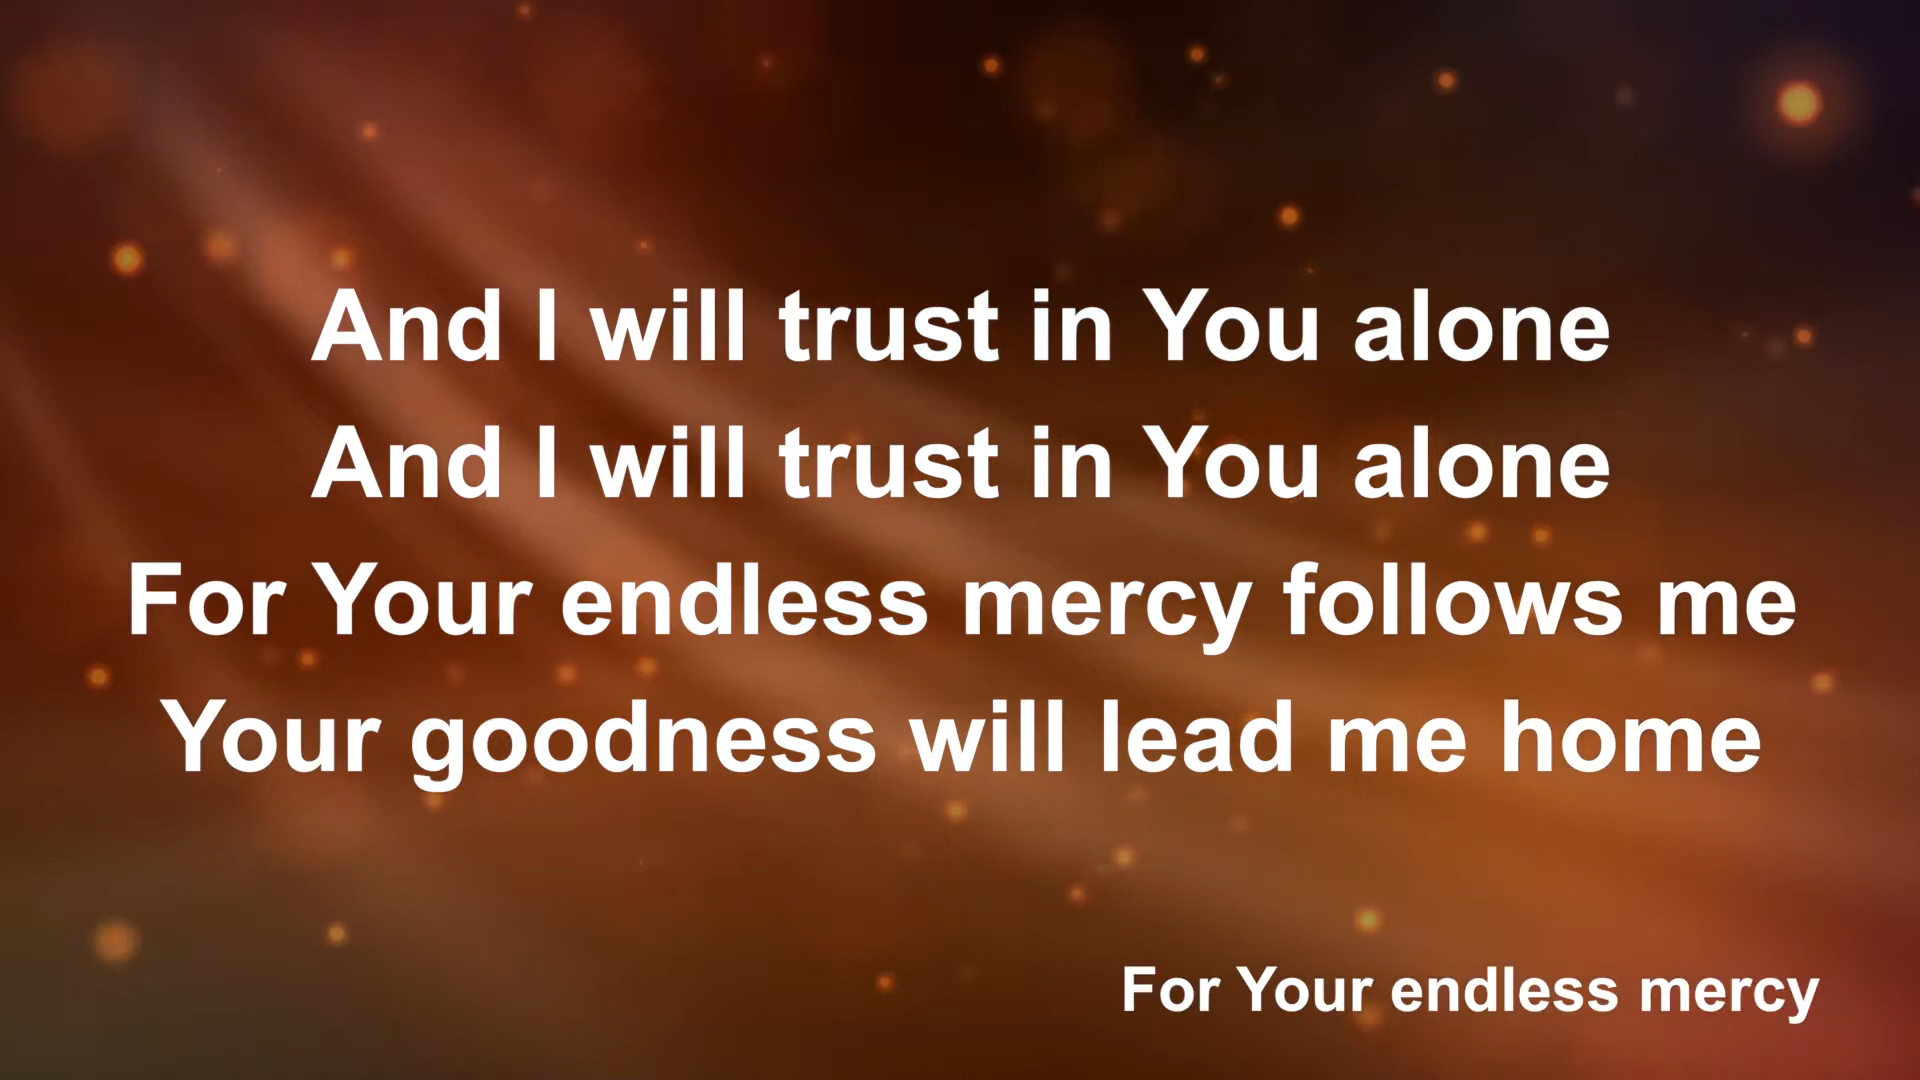 And I will trust in You alone
And I will trust in You alone
For Your endless mercy follows me
Your goodness will lead me home
For Your endless mercy